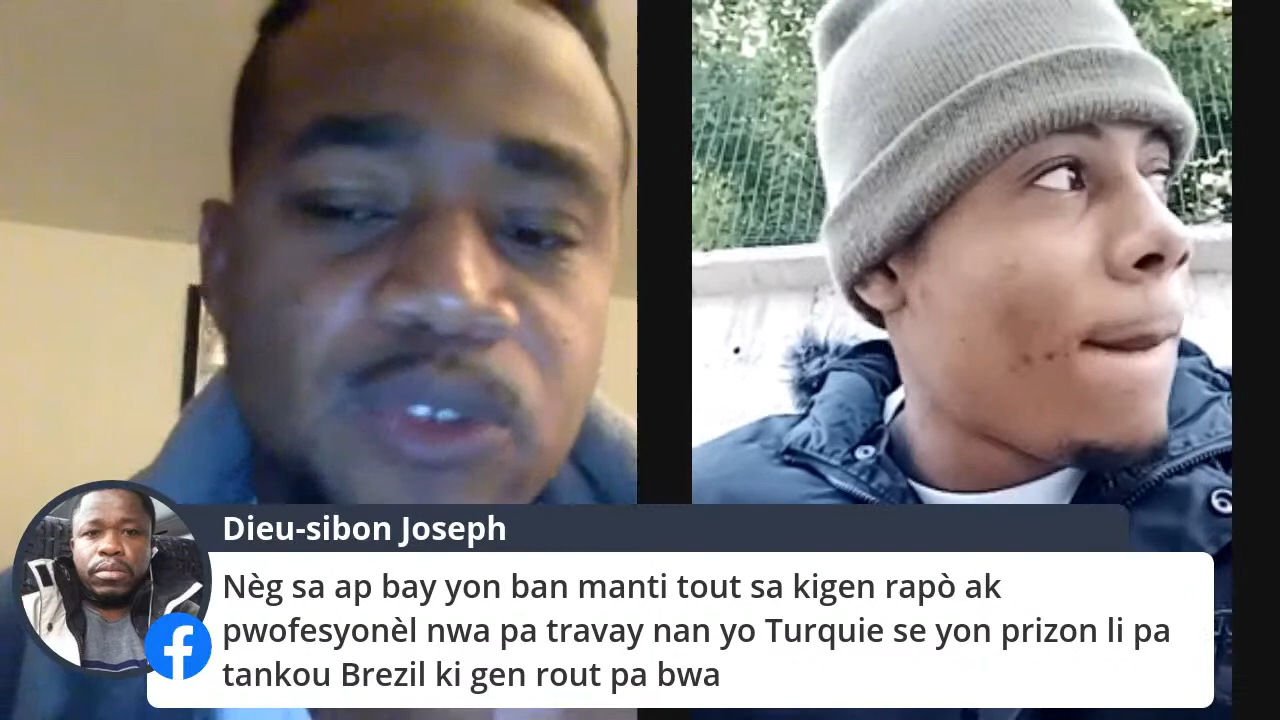 Dieu-sibon Joseph
Nèg sa ap bay yon ban manti tout sa kigen rapò ak
pwofesyonèl nwa pa travay nan yo Turquie se yon prizon li pa
tankou Brezil ki gen rout pa bwa